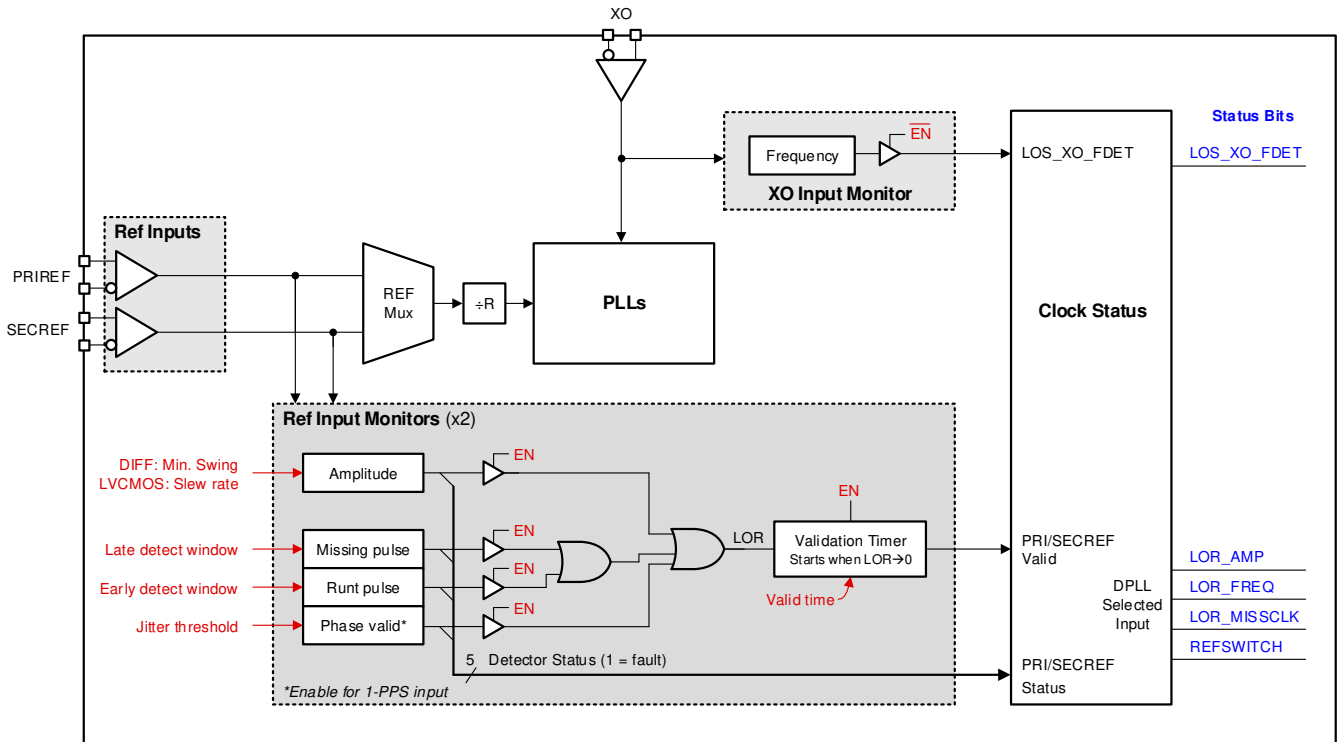 XO
Status Bits
EN
Frequency
XO Input Monitor
LOS_XO_FDET
LOS_XO_FDET
Ref Inputs
PRIREF
SECREF
REF
Mux
÷R
PLLs
Clock Status
Ref Input Monitors (x2)
DIFF: Min. Swing
LVCMOS: Slew rate
Amplitude
EN
Late detect window
Missing pulse
EN
Early detect window
Runt pulse
EN
Jitter threshold
Phase valid*
EN
LOR
EN
Validation Timer
Starts when LOR→0
Valid time
5 Detector Status (1 = fault)
*Enable for 1-PPS input
PRI/SECREF
Valid
DPLL
Selected
Input
PRI/SECREF
Status
LOR_AMP
LOR_FREQ
LOR_MISSCLK
REFSWITCH